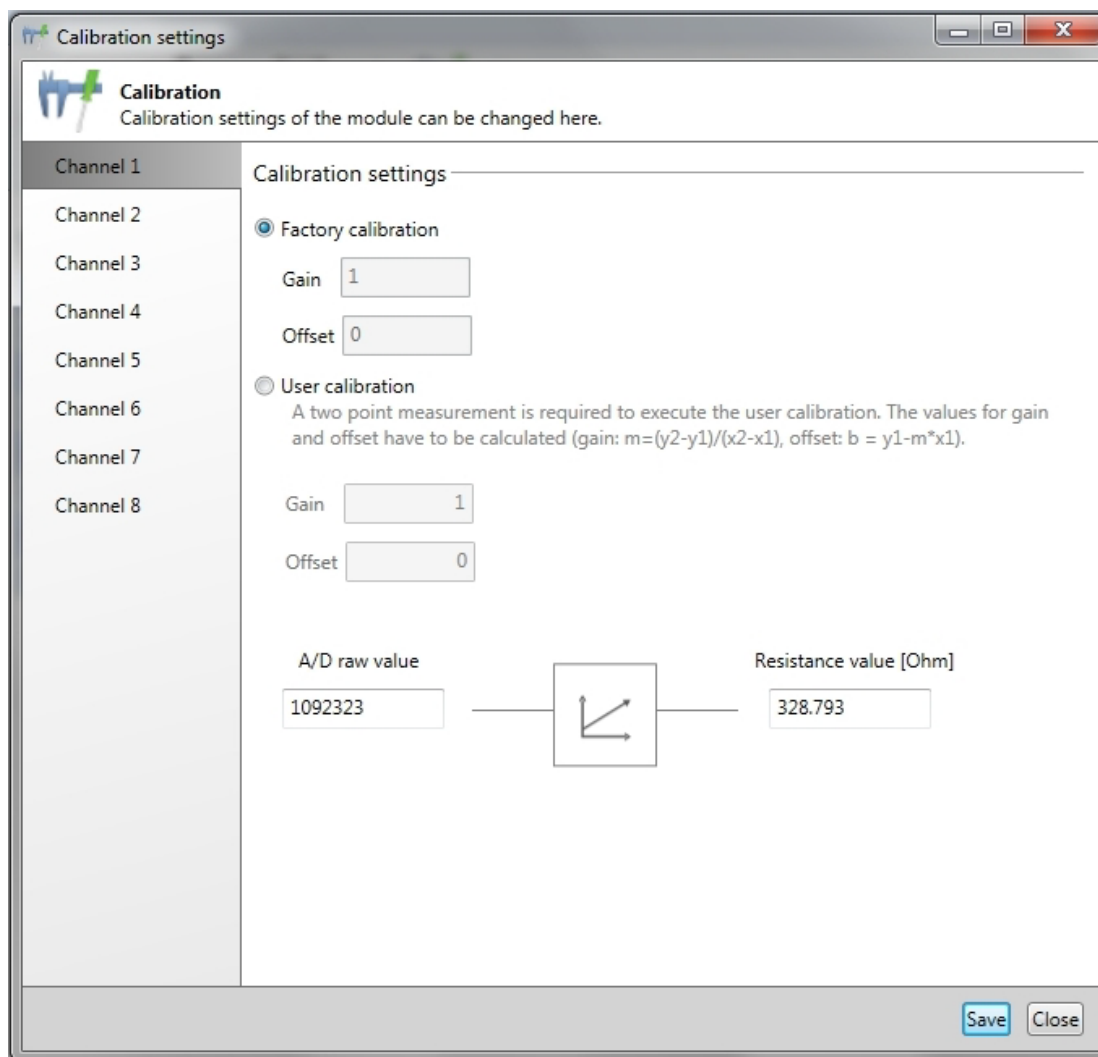 Calibration settings
Calibration
Calibration settings of the module can be changed here.
Channel 1
Channel 2
Channel 3
Channel 4
Channel 5
Channel 6
Channel 7
Channel 8
Calibration settings
Factory calibration
Gain 1
Offset 0
User calibration
A two point measurement is required to execute the user calibration. The values for gain
and offset have to be calculated (gain: m=(y2-y1)/(x2-x1), offset: b = y1-m*x1).
Gain 1
Offset 0
A/D raw value Resistance value [Ohm]
1092323 328.793
Save Close